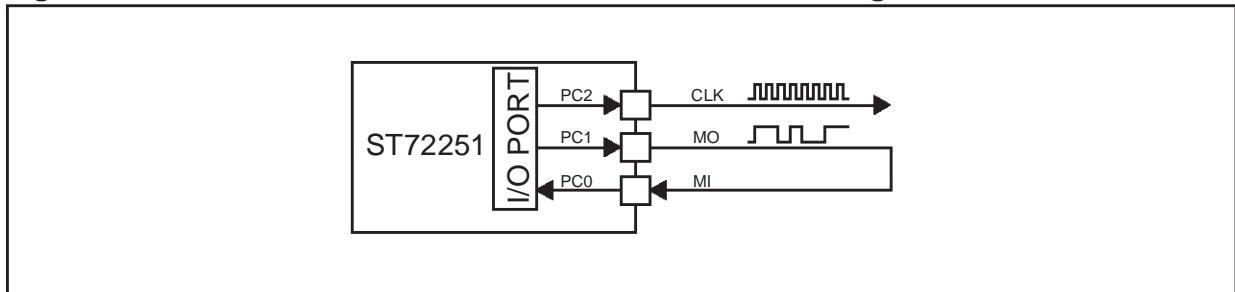 PC2
CLK
ST72251
I/O PORT
PC1
MO
PC0
MI